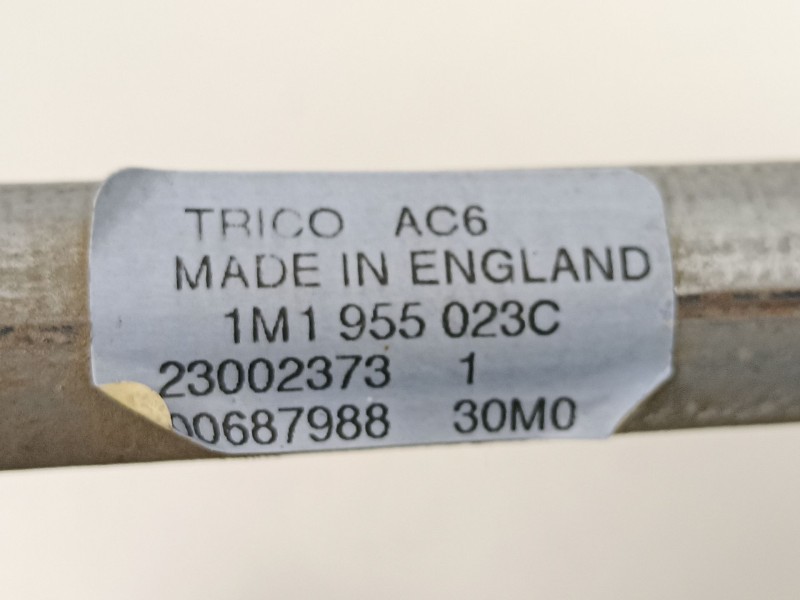 TRICO AC6
MADE IN ENGLAND
1M1 955 023C
23002373 1
00687988 30M0